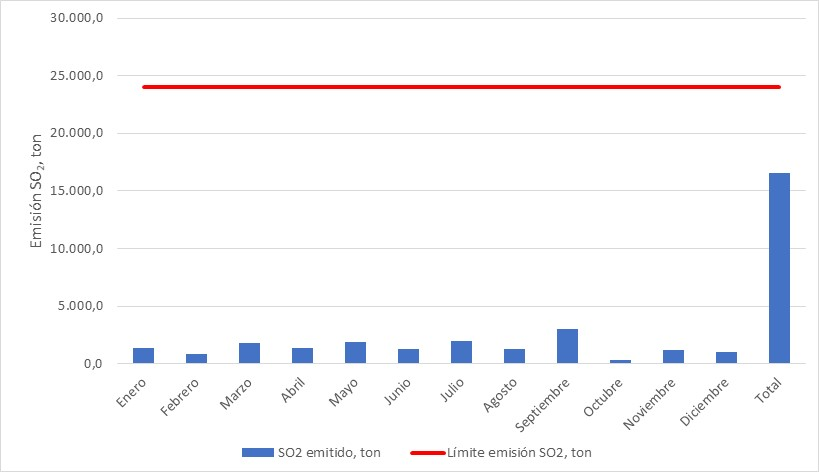 30.000,0
25.000,0
20.000,0
15.000,0
10.000,0
5.000,0
0,0
Emisión SO₂, ton
Enero
Febrero
Marzo
Abril
Mayo
Junio
Julio
Agosto
Septiembre
Octubre
Noviembre
Diciembre
Total
SO2 emitido, ton
Límite emisión SO2, ton